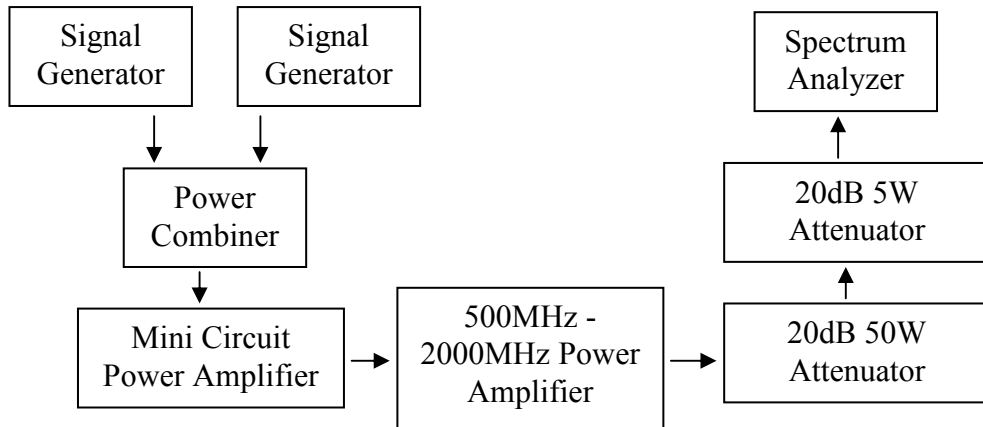 Signal
Generator
Signal
Generator
Power
Combiner
Mini Circuit
Power Amplifier
500MHz -
2000MHz Power
Amplifier
20dB 50W
Attenuator
20dB 5W
Attenuator
Spectrum
Analyzer